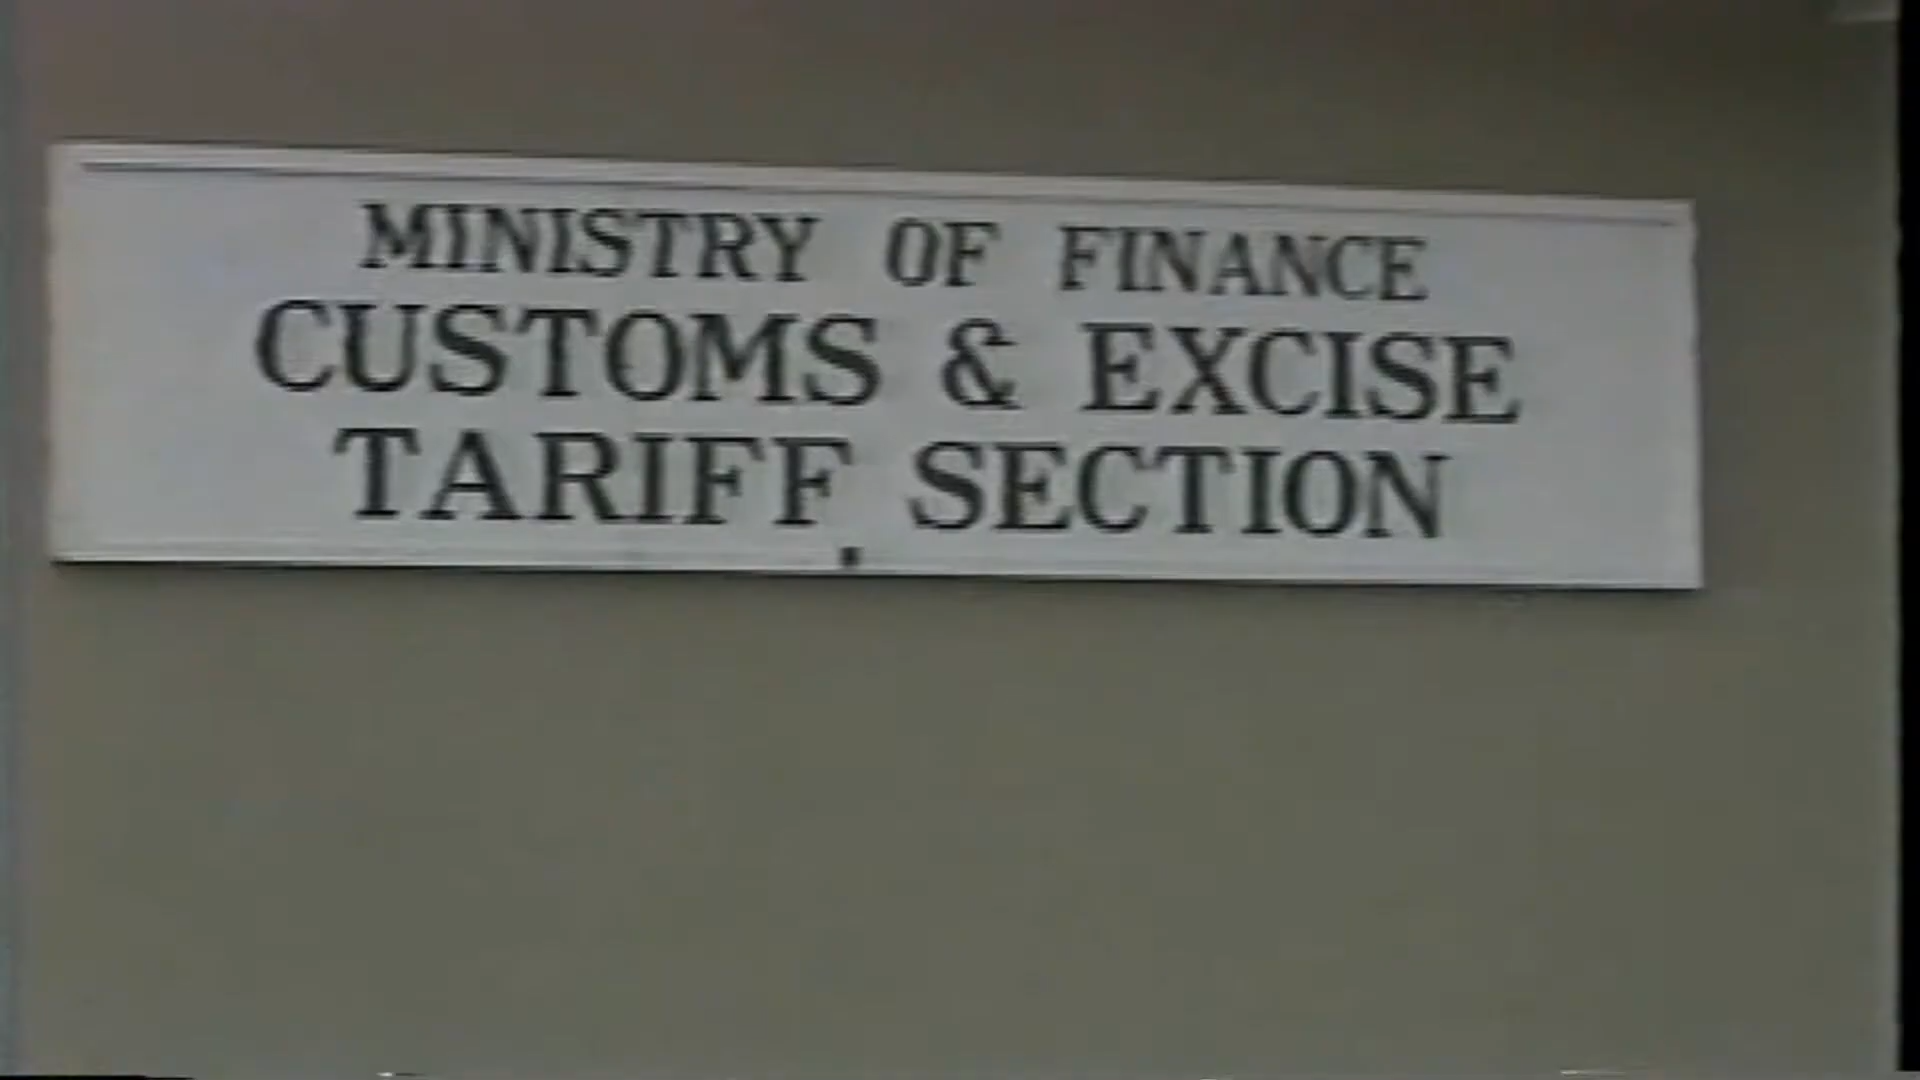 MINISTRY OF FINANCE
CUSTOMS & EXCISE
TARIFF SECTION